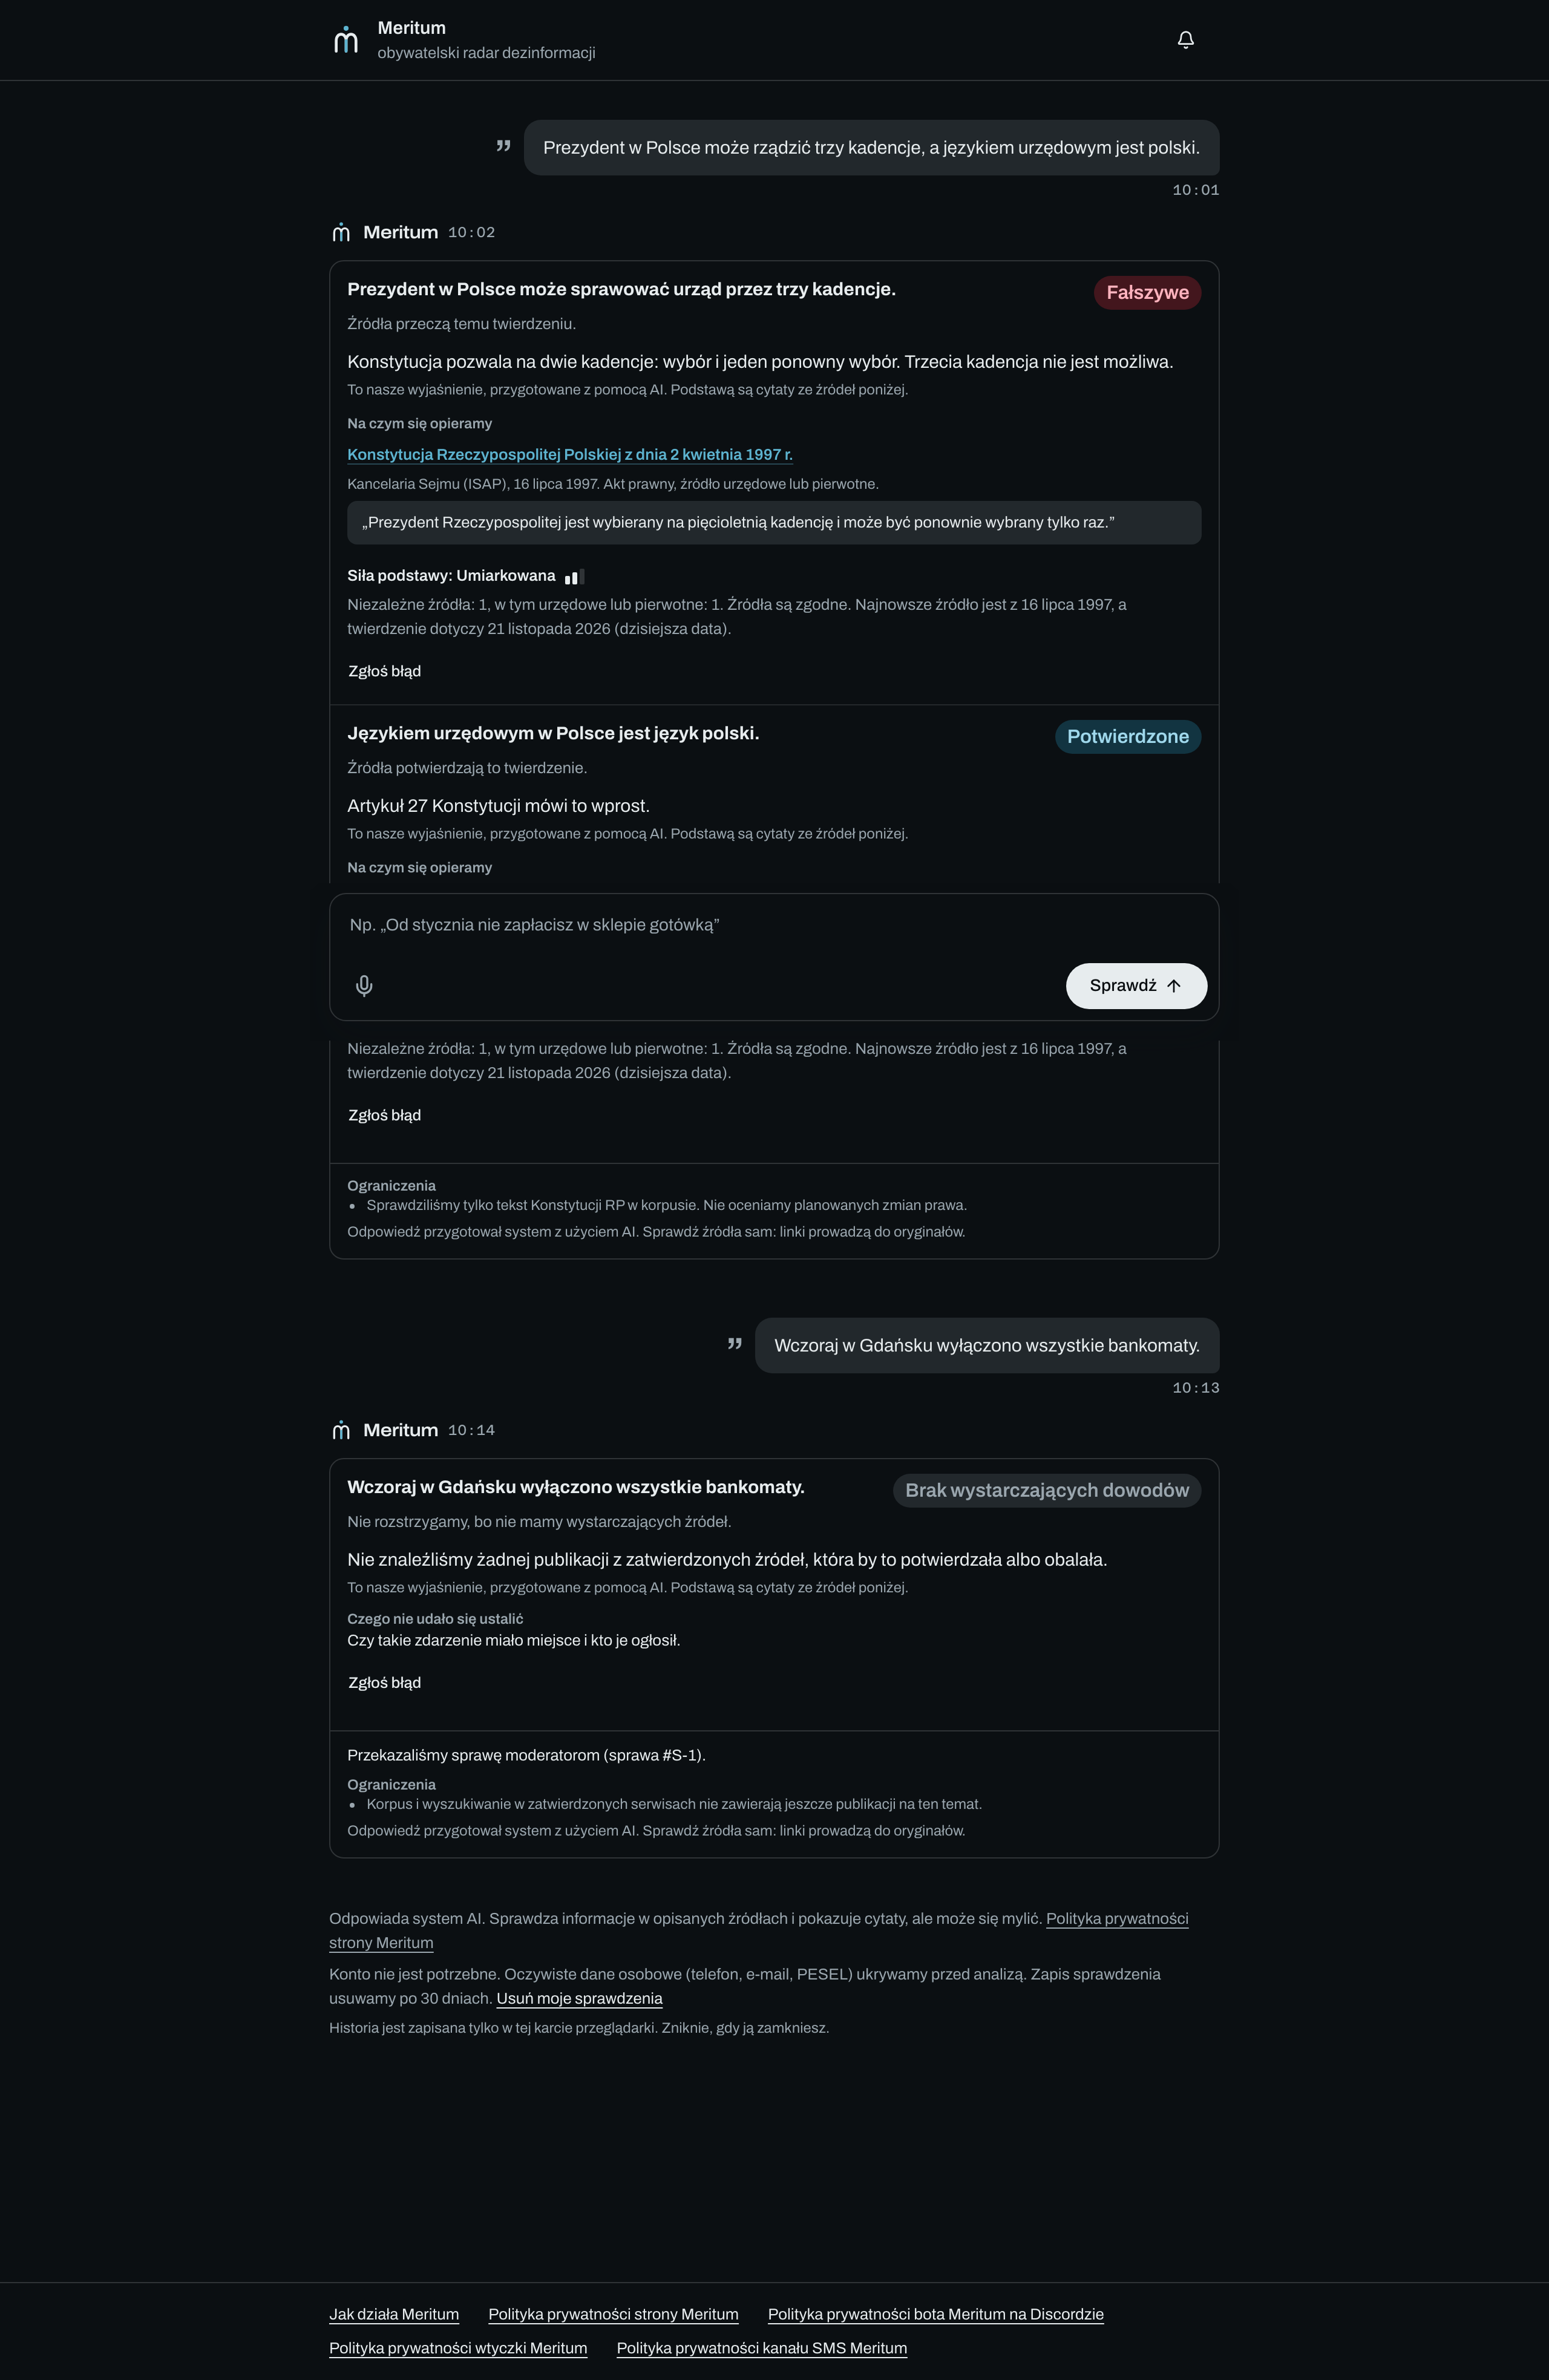 Meritum
obywatelski radar dezinformacji
” Prezydent w Polsce może rządzić trzy kadencje, a językiem urzędowym jest polski.
10:01
Meritum 10:02
Prezydent w Polsce może sprawować urząd przez trzy kadencje.
Fałszywe
Źródła przeczą temu twierdzeniu.
Konstytucja pozwala na dwie kadencje: wybór i jeden ponowny wybór. Trzecia kadencja nie jest możliwa.
To nasze wyjaśnienie, przygotowane z pomocą AI. Podstawą są cytaty ze źródeł poniżej.
Na czym się opieramy
Konstytucja Rzeczypospolitej Polskiej z dnia 2 kwietnia 1997 r.
Kancelaria Sejmu (ISAP), 16 lipca 1997. Akt prawny, źródło urzędowe lub pierwotne.
„Prezydent Rzeczypospolitej jest wybierany na pięcioletnią kadencję i może być ponownie wybrany tylko raz.”
Siła podstawy: Umiarkowana
Niezależne źródła: 1, w tym urzędowe lub pierwotne: 1. Źródła są zgodne. Najnowsze źródło jest z 16 lipca 1997, a
twierdzenie dotyczy 21 listopada 2026 (dzisiejsza data).
Zgłoś błąd
Językiem urzędowym w Polsce jest język polski.
Potwierdzone
Źródła potwierdzają to twierdzenie.
Artykuł 27 Konstytucji mówi to wprost.
To nasze wyjaśnienie, przygotowane z pomocą AI. Podstawą są cytaty ze źródeł poniżej.
Na czym się opieramy
Np. „Od stycznia nie zapłacisz w sklepie gotówką”
Sprawdź
Niezależne źródła: 1, w tym urzędowe lub pierwotne: 1. Źródła są zgodne. Najnowsze źródło jest z 16 lipca 1997, a
twierdzenie dotyczy 21 listopada 2026 (dzisiejsza data).
Zgłoś błąd
Ograniczenia
• Sprawdziliśmy tylko tekst Konstytucji RP w korpusie. Nie oceniamy planowanych zmian prawa.
Odpowiedź przygotował system z użyciem AI. Sprawdź źródła sam: linki prowadzą do oryginałów.
” Wczoraj w Gdańsku wyłączono wszystkie bankomaty.
10:13
Meritum 10:14
Wczoraj w Gdańsku wyłączono wszystkie bankomaty.
Brak wystarczających dowodów
Nie rozstrzygamy, bo nie mamy wystarczających źródeł.
Nie znaleźliśmy żadnej publikacji z zatwierdzonych źródeł, która by to potwierdzała albo obalała.
To nasze wyjaśnienie, przygotowane z pomocą AI. Podstawą są cytaty ze źródeł poniżej.
Czego nie udało się ustalić
Czy takie zdarzenie miało miejsce i kto je ogłosił.
Zgłoś błąd
Przekazaliśmy sprawę moderatorom (sprawa #S-1).
Ograniczenia
• Korpus i wyszukiwanie w zatwierdzonych serwisach nie zawierają jeszcze publikacji na ten temat.
Odpowiedź przygotował system z użyciem AI. Sprawdź źródła sam: linki prowadzą do oryginałów.
Odpowiada system AI. Sprawdza informacje w opisanych źródłach i pokazuje cytaty, ale może się mylić. Polityka prywatności
strony Meritum
Konto nie jest potrzebne. Oczywiste dane osobowe (telefon, e-mail, PESEL) ukrywamy przed analizą. Zapis sprawdzenia
usuwamy po 30 dniach. Usuń moje sprawdzenia
Historia jest zapisana tylko w tej karcie przeglądarki. Zniknie, gdy ją zamkniesz.
Jak działa Meritum Polityka prywatności strony Meritum Polityka prywatności bota Meritum na Discordzie
Polityka prywatności wtyczki Meritum Polityka prywatności kanału SMS Meritum